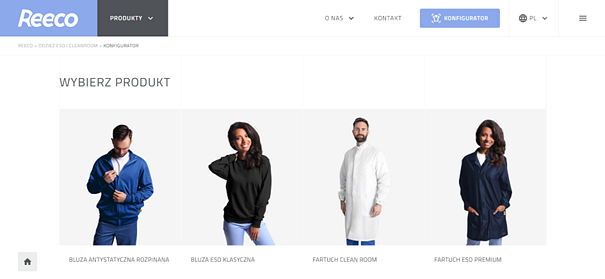 Reeco
PRODUKTY
O NAS
KONTAKT
KONFIGURATOR
PL
REECO > ODZIEŻ ESD I CLEANROOM > KONFIGURATOR
WYBIERZ PRODUKT
BLUZA ANTYSTATYCZNA ROZPINANA
BLUZA ESD KLASYCZNA
FARTUCH CLEAN ROOM
FARTUCH ESD PREMIUM